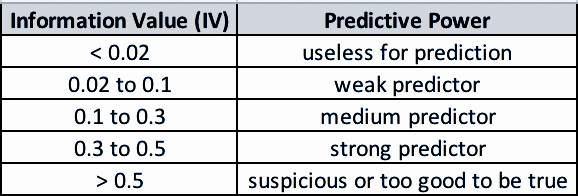 Information Value (IV) Predictive Power
< 0.02 useless for prediction
0.02 to 0.1 weak predictor
0.1 to 0.3 medium predictor
0.3 to 0.5 strong predictor
> 0.5 suspicious or too good to be true